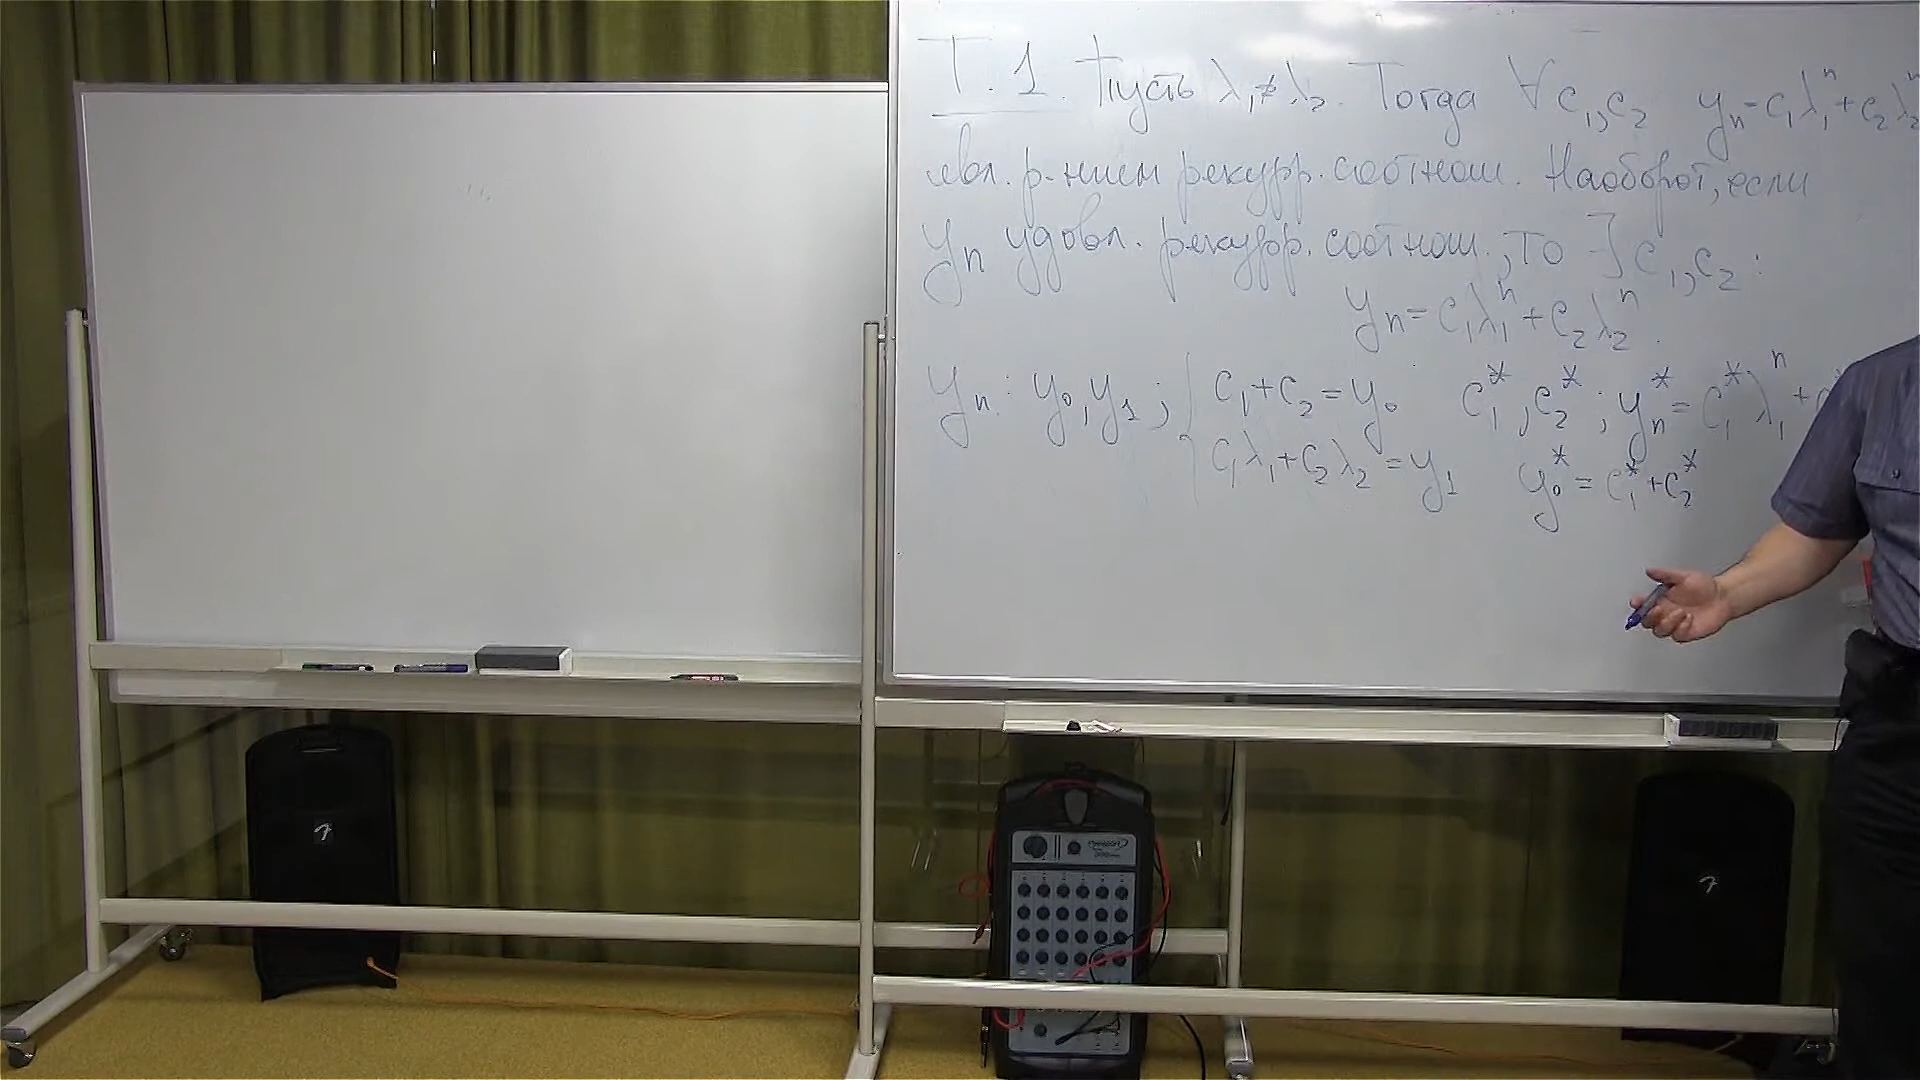 Т.1. Пусть λ₁≠λ₂. Тогда ∀ c₁,c₂ yₙ=c₁λ₁ⁿ+c₂λ₂ⁿ
явл. р-нием рекурр. соотнош. Наоборот, если
yₙ удовл. рекурр. соотнош., то ∃ c₁,c₂:
yₙ=c₁λ₁ⁿ+c₂λ₂ⁿ.
yₙ: y₀,y₁; { c₁+c₂=y₀ c₁*,c₂*; yₙ*=c₁*λ₁ⁿ+
c₁λ₁+c₂λ₂=y₁ y₀*=c₁*+c₂*